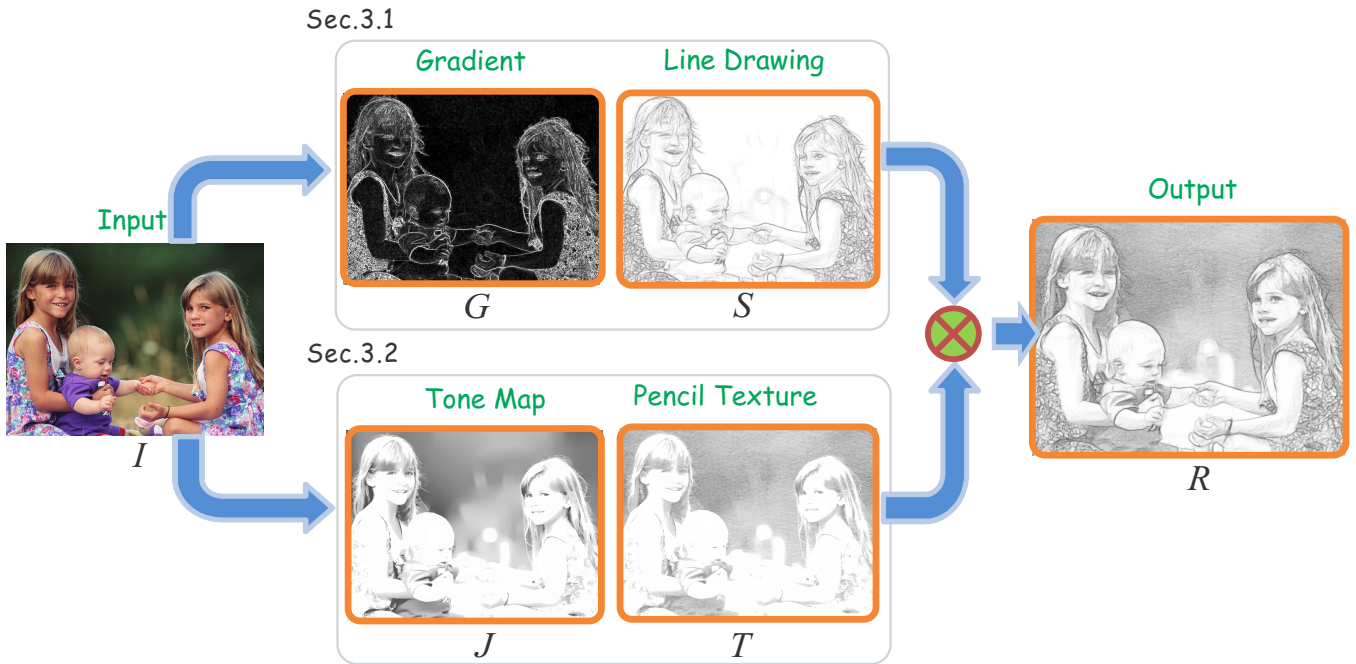 Sec.3.1
Gradient
Line Drawing
Input
G
S
Output
I
Sec.3.2
Tone Map
Pencil Texture
R
J
T